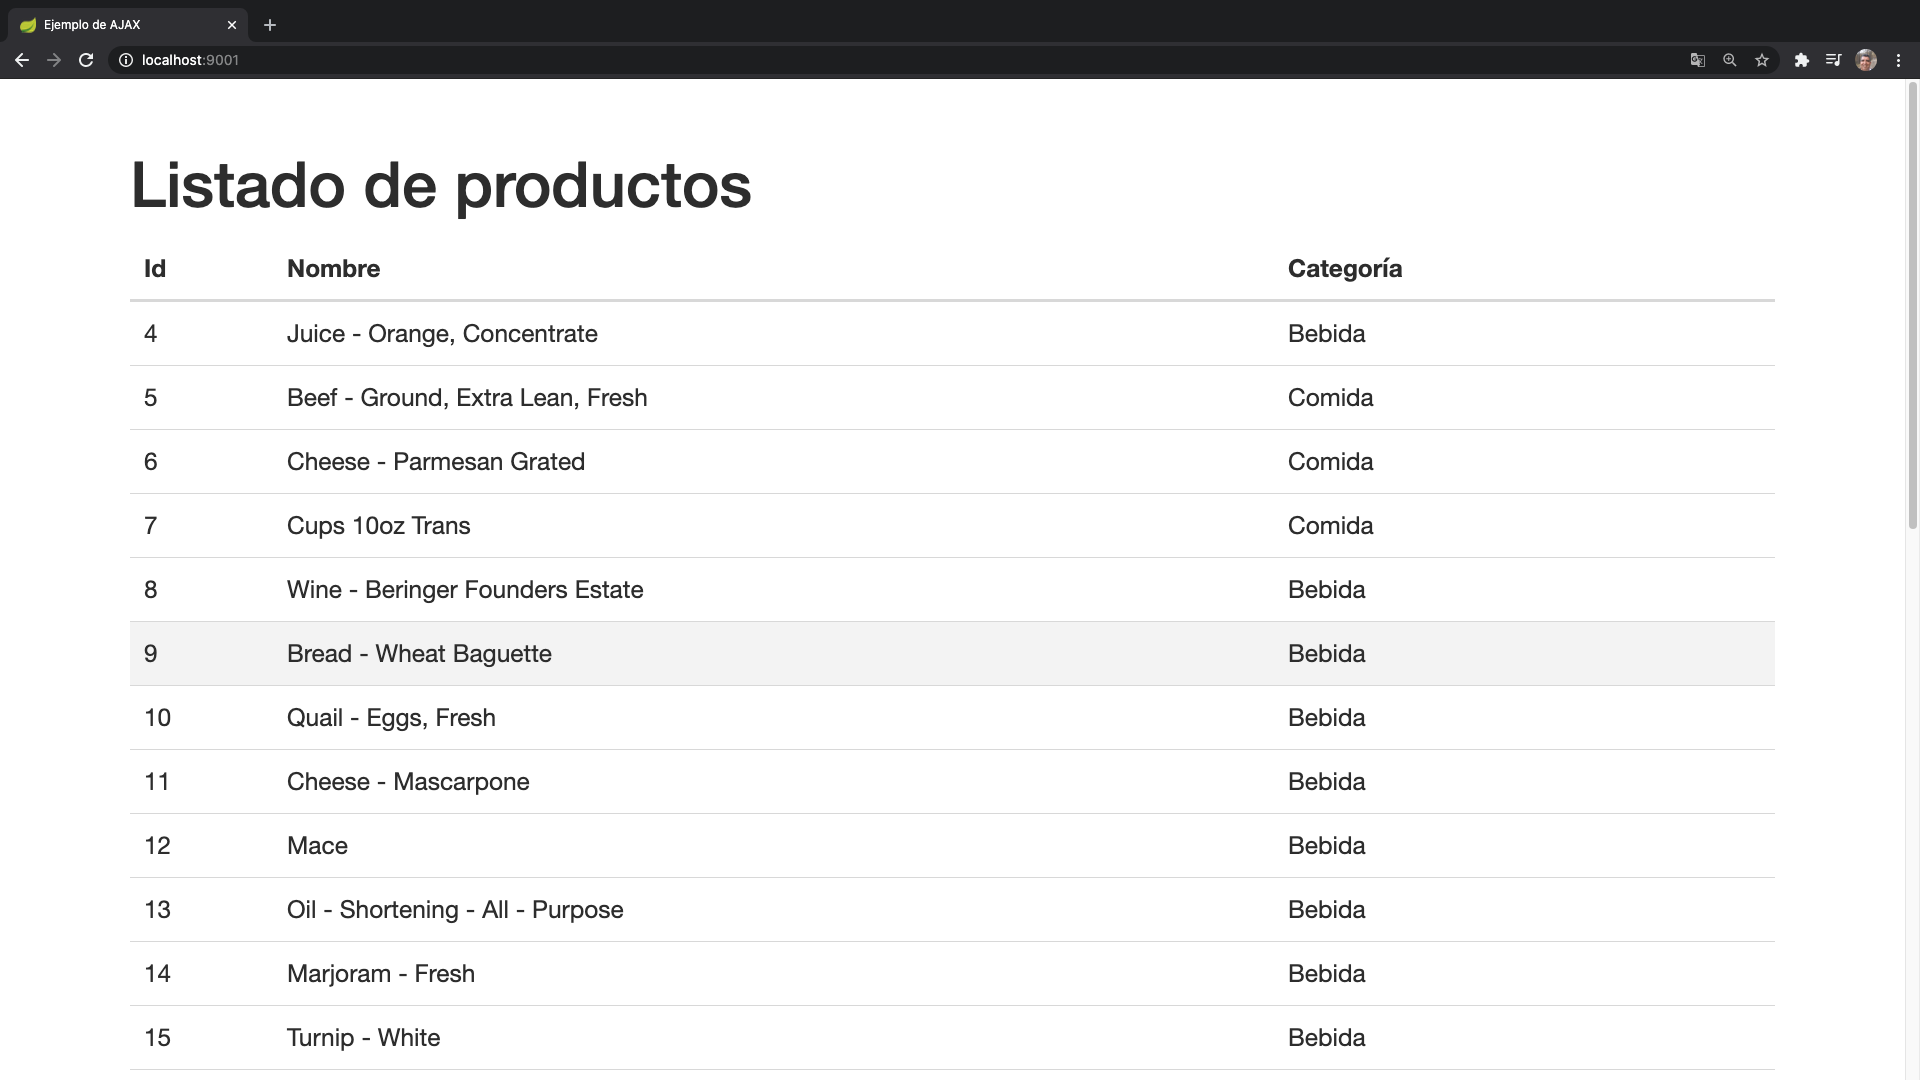 Ejemplo de AJAX
localhost:9001
Listado de productos
Id Nombre Categoría
4 Juice - Orange, Concentrate Bebida
5 Beef - Ground, Extra Lean, Fresh Comida
6 Cheese - Parmesan Grated Comida
7 Cups 10oz Trans Comida
8 Wine - Beringer Founders Estate Bebida
9 Bread - Wheat Baguette Bebida
10 Quail - Eggs, Fresh Bebida
11 Cheese - Mascarpone Bebida
12 Mace Bebida
13 Oil - Shortening - All - Purpose Bebida
14 Marjoram - Fresh Bebida
15 Turnip - White Bebida